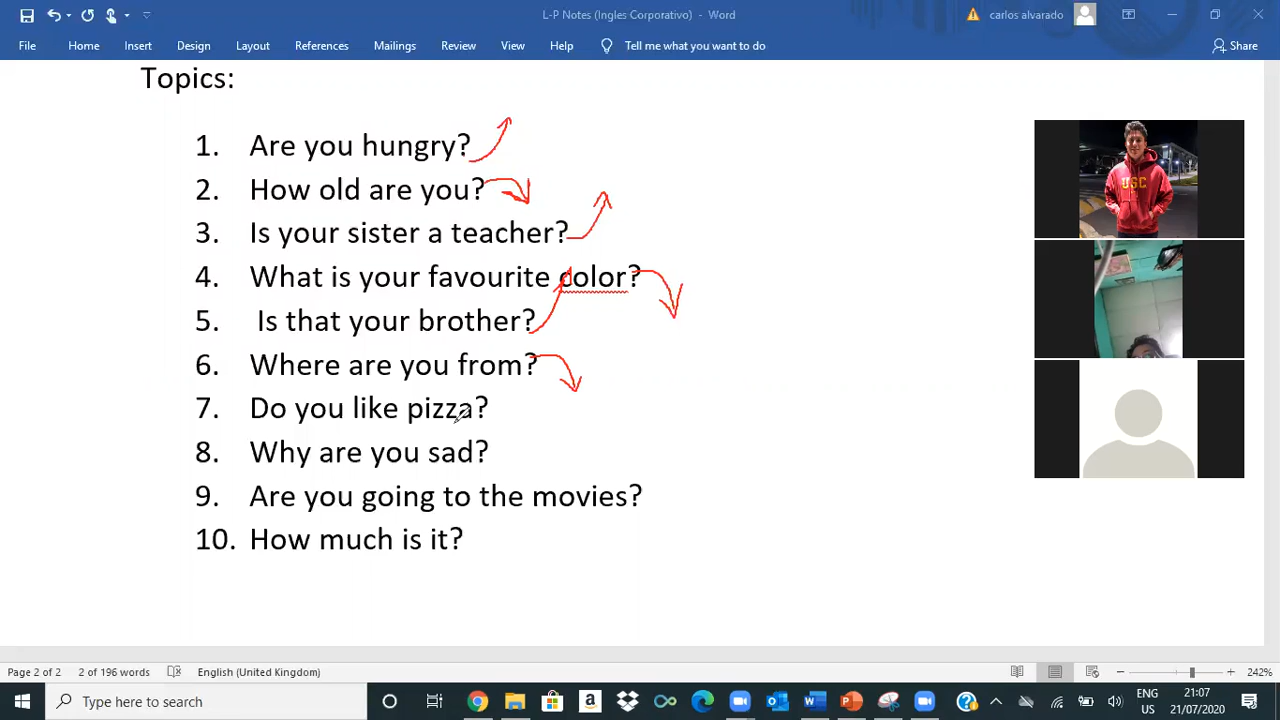 L-P Notes (Ingles Corporativo) - Word
carlos alvarado
File Home Insert Design Layout References Mailings Review View Help Tell me what you want to do Share
Topics:
1. Are you hungry?
2. How old are you?
3. Is your sister a teacher?
4. What is your favourite color?
5. Is that your brother?
6. Where are you from?
7. Do you like pizza?
8. Why are you sad?
9. Are you going to the movies?
10. How much is it?
USC
Page 2 of 2 2 of 196 words English (United Kingdom) 242%
Type here to search
ENG 21:07
US 21/07/2020